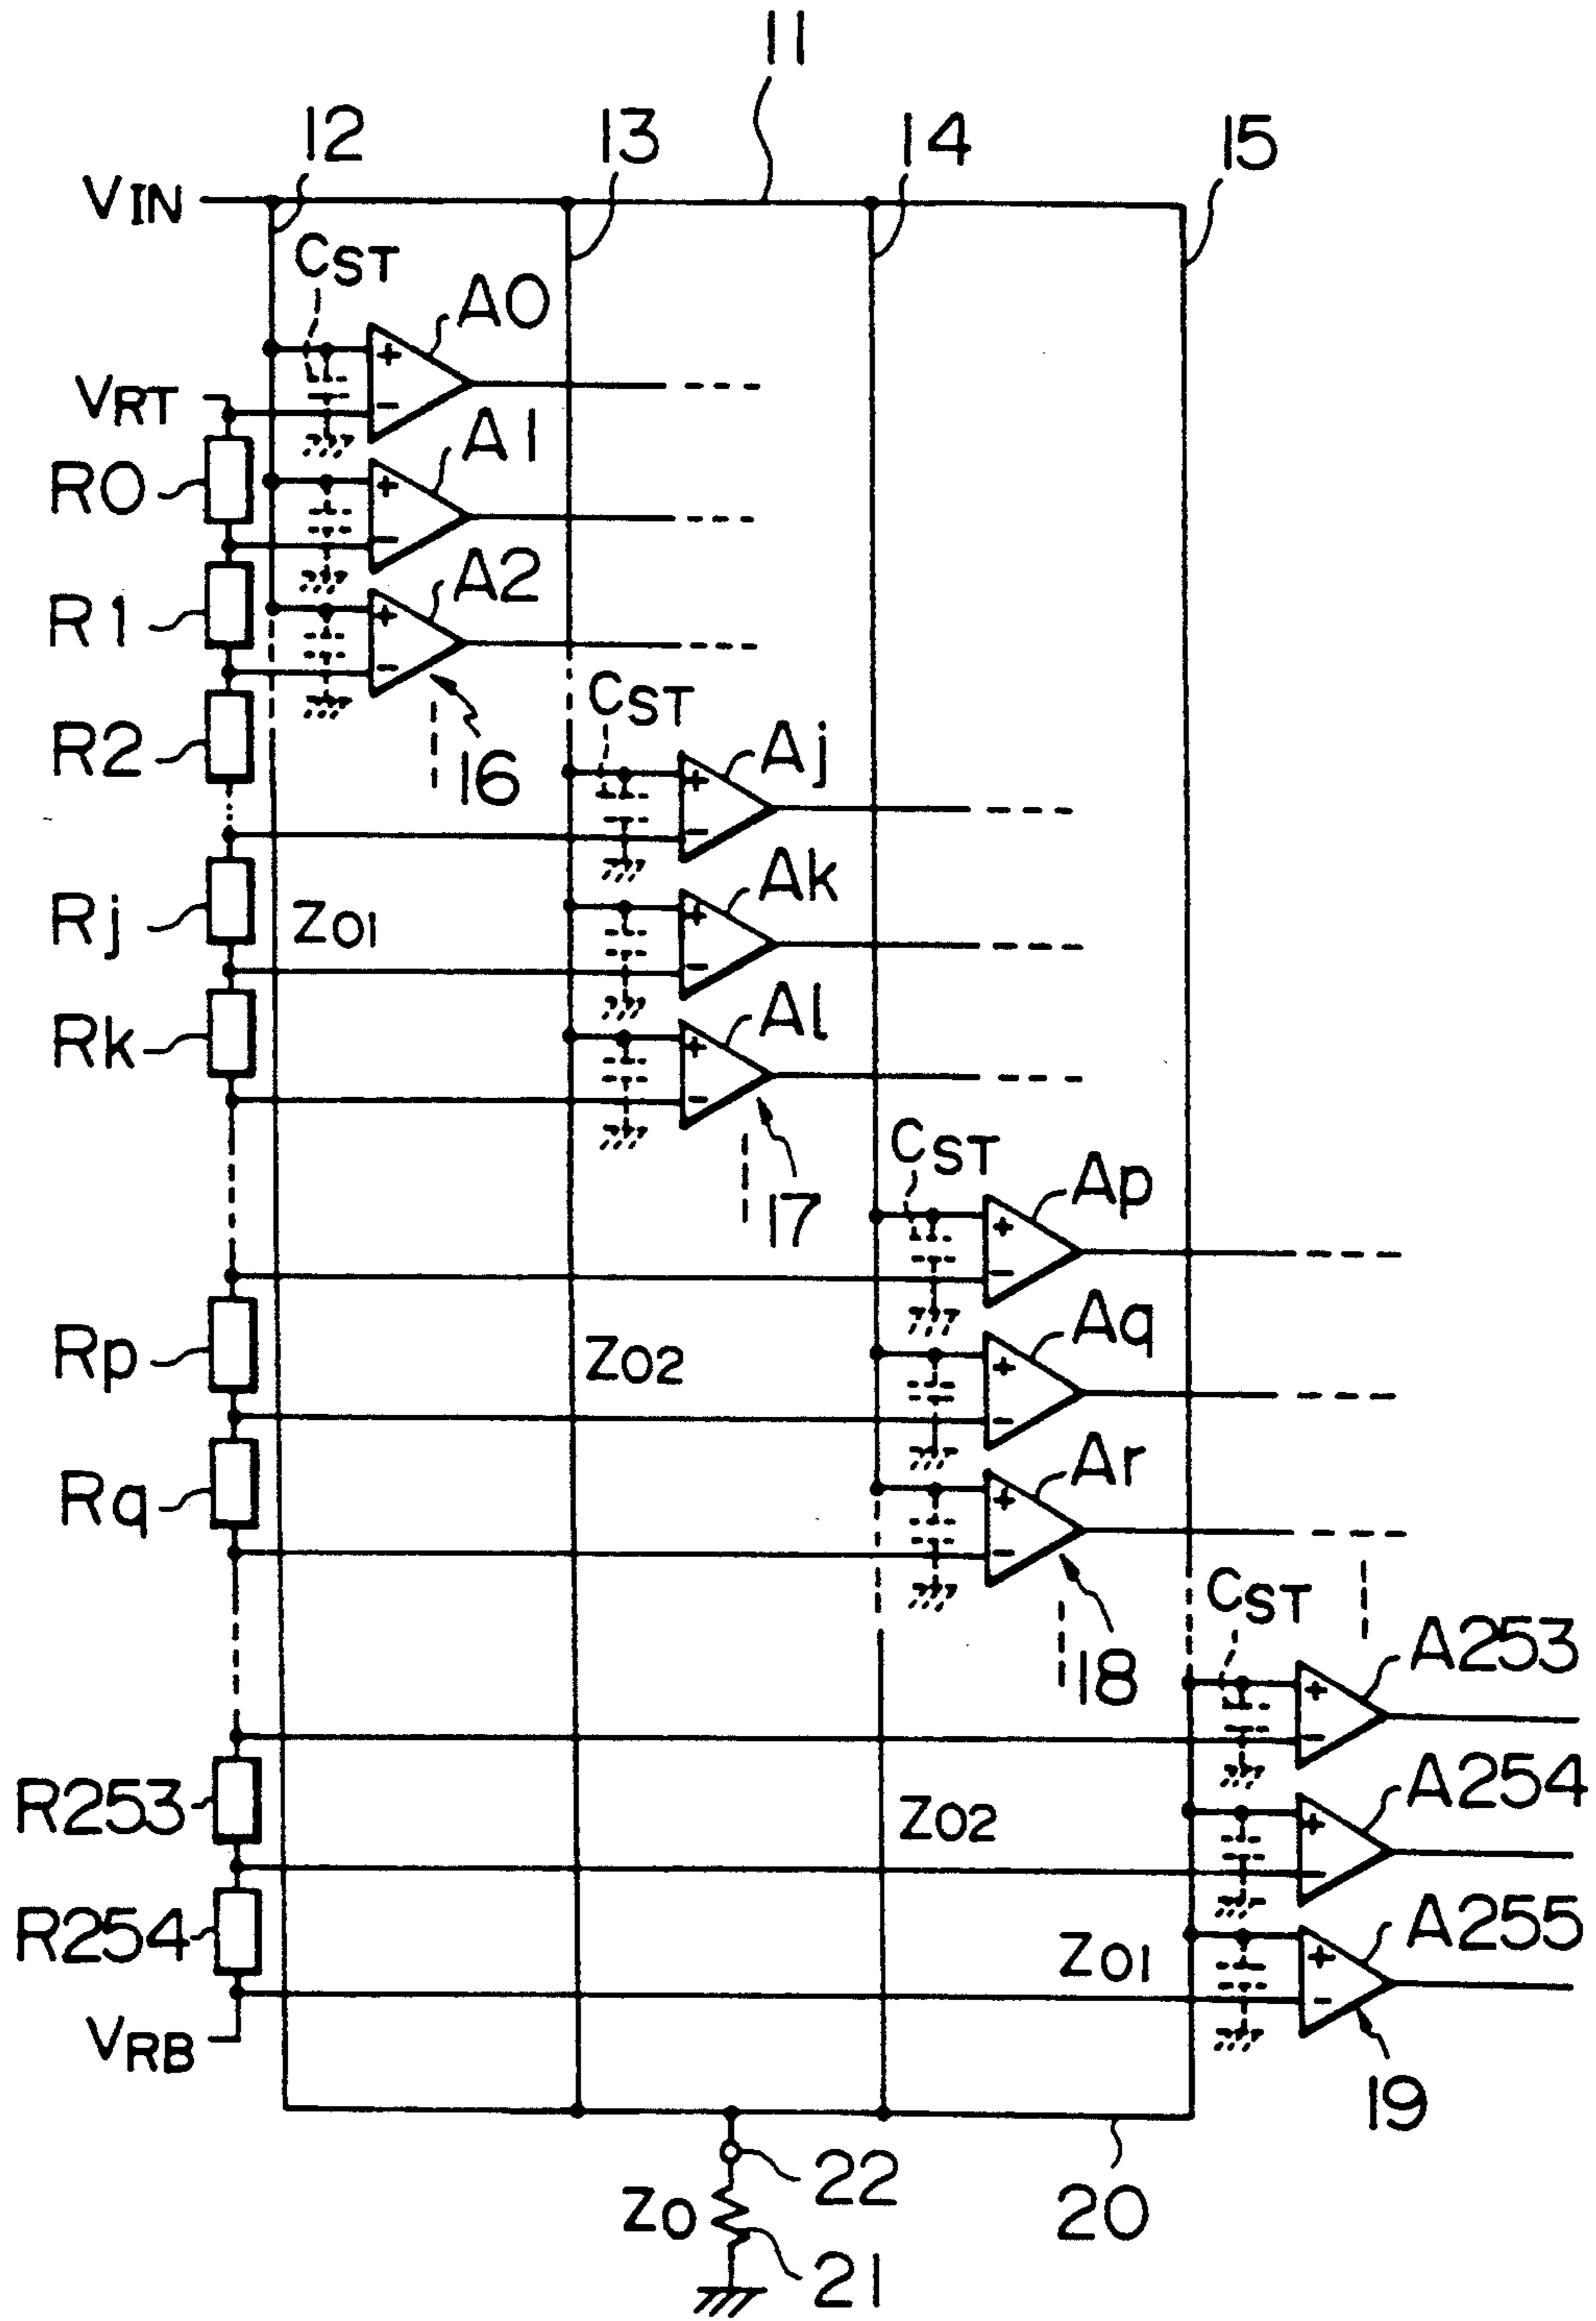 11
12
13
14
15
VIN
CST
A0
VRT
A1
R0
A2
R1
CST
R2
16
Aj
Rj
Z01
Ak
Rk
Al
CST
17
Ap
Rp
Z02
Aq
Rq
Ar
CST
18
A253
R253
Z02
A254
R254
Z01
A255
VRB
19
22
Z0
20
21